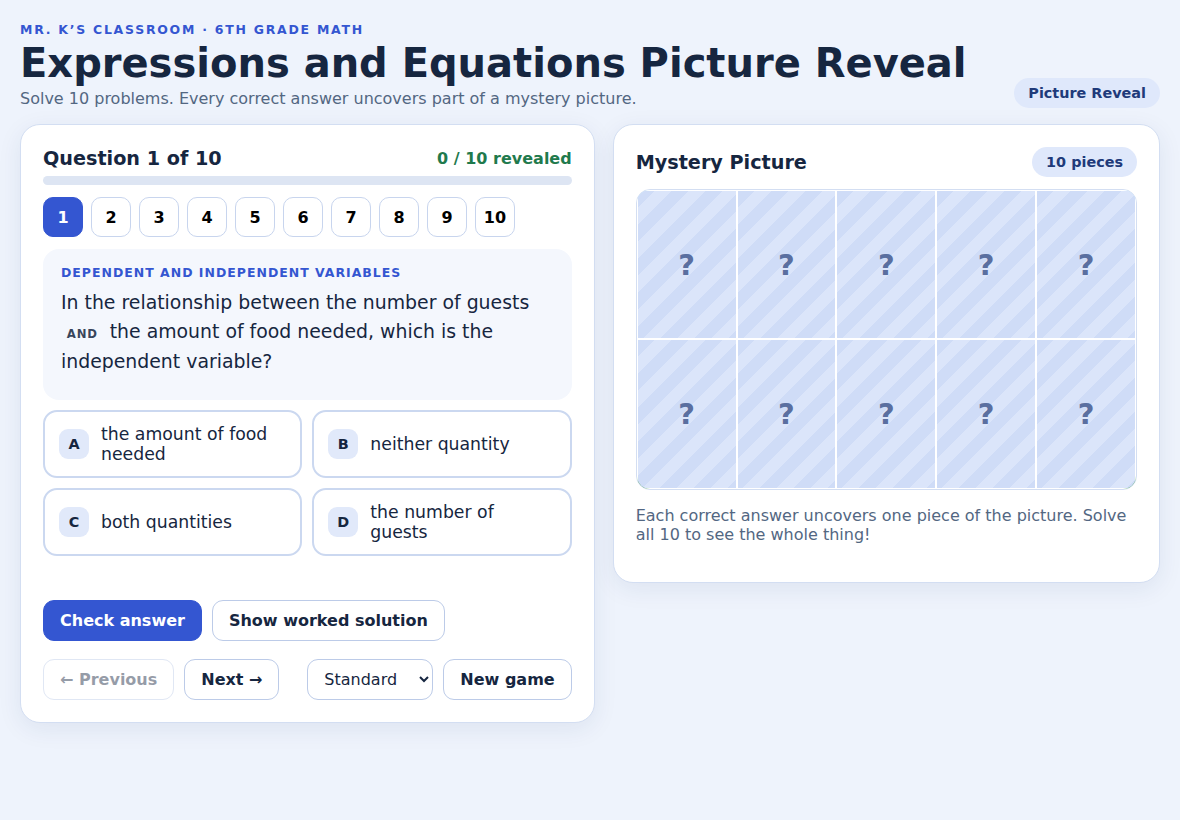 MR. K’S CLASSROOM · 6TH GRADE MATH
Expressions and Equations Picture Reveal
Solve 10 problems. Every correct answer uncovers part of a mystery picture.
Picture Reveal
Question 1 of 10
0 / 10 revealed
1 2 3 4 5 6 7 8 9 10
DEPENDENT AND INDEPENDENT VARIABLES
In the relationship between the number of guests
AND the amount of food needed, which is the
independent variable?
A the amount of food
needed
B neither quantity
C both quantities
D the number of
guests
Check answer
Show worked solution
← Previous
Next →
Standard
New game
Mystery Picture
10 pieces
? ? ? ? ?
? ? ? ? ?
Each correct answer uncovers one piece of the picture. Solve
all 10 to see the whole thing!